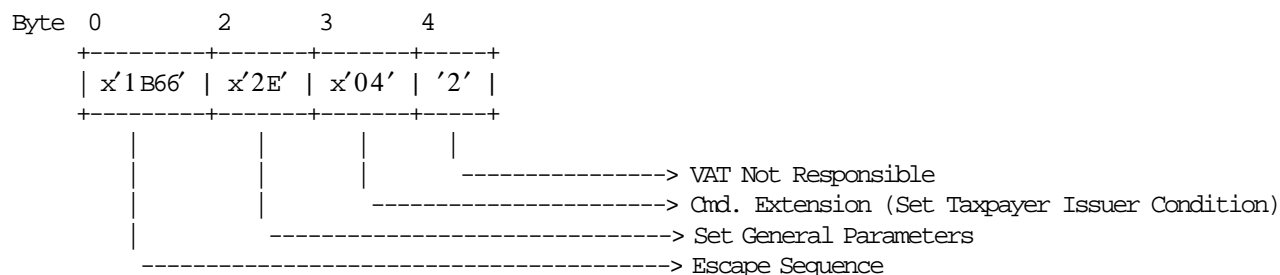 Byte 0 2 3 4
+---------+-------+-------+-----+
| x'1B66' | x'2E' | x'04' | '2' |
+---------+-------+-------+-----+
| | | |
| | | ----------------> VAT Not Responsible
| | -----------------------> Cmd. Extension (Set Taxpayer Issuer Condition)
| -------------------------------> Set General Parameters
-----------------------------------------> Escape Sequence